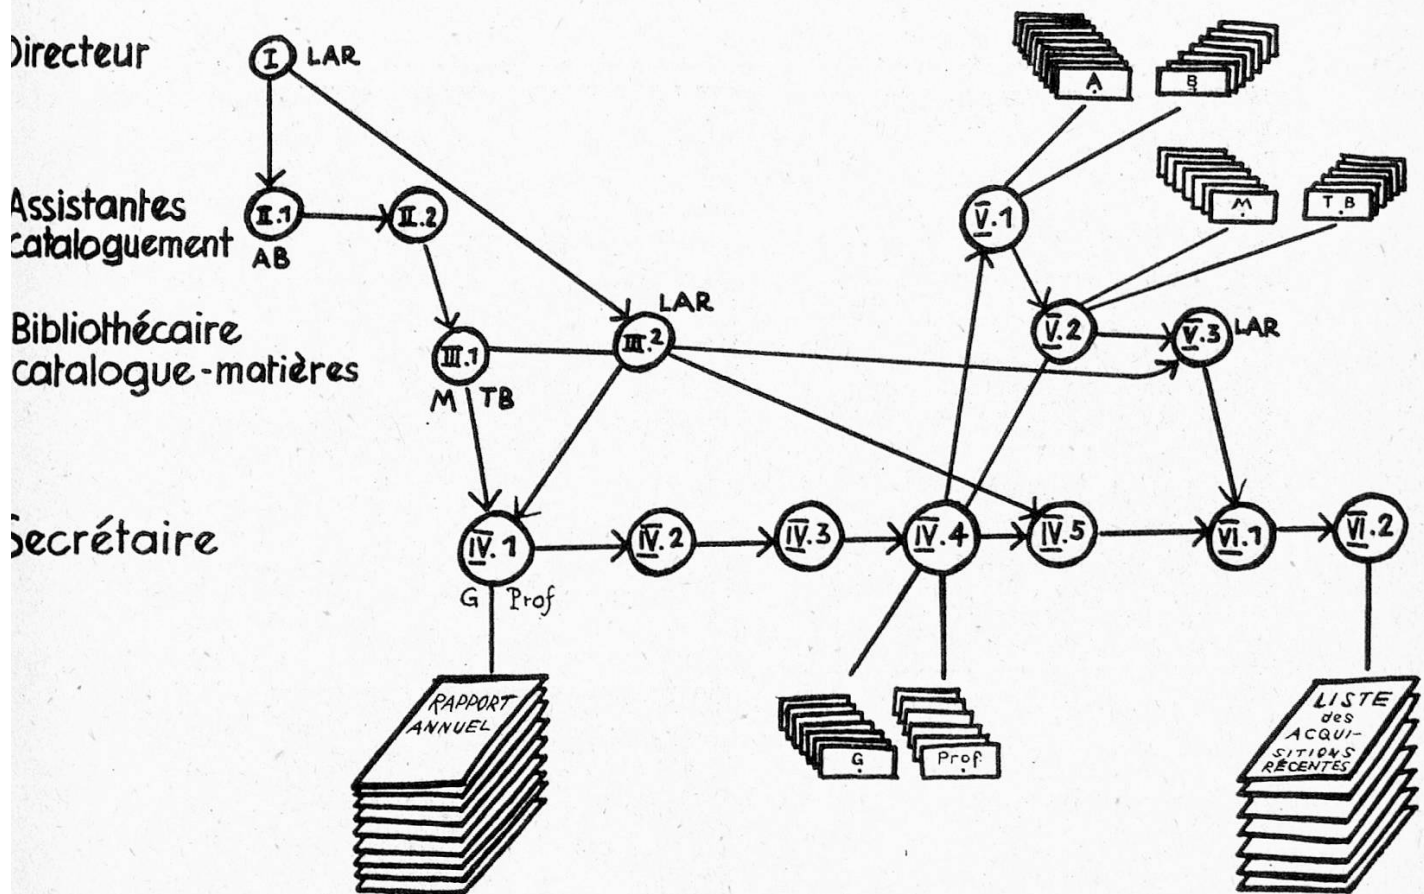 Directeur
I LAR
A
B
Assistantes
cataloguement
II.1
II.2
AB
V.1
M
T.B
Bibliothécaire
catalogue-matières
III.1
M TB
III.2
LAR
V.2
V.3
LAR
Secrétaire
IV.1
IV.2
IV.3
IV.4
IV.5
VI.1
VI.2
G Prof
RAPPORT
ANNUEL
G
Prof.
LISTE
des
ACQUI-
SITIONS
RÉCENTES